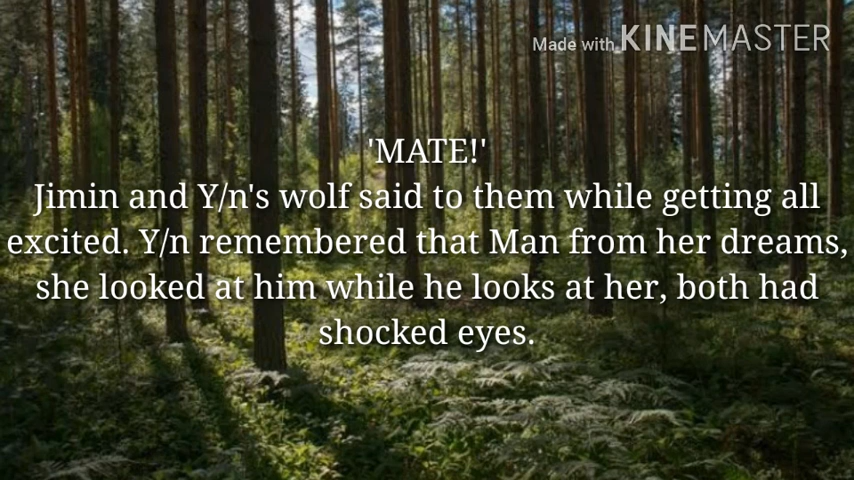 Made with KINEMASTER
'MATE!'
Jimin and Y/n's wolf said to them while getting all
excited. Y/n remembered that Man from her dreams,
she looked at him while he looks at her, both had
shocked eyes.